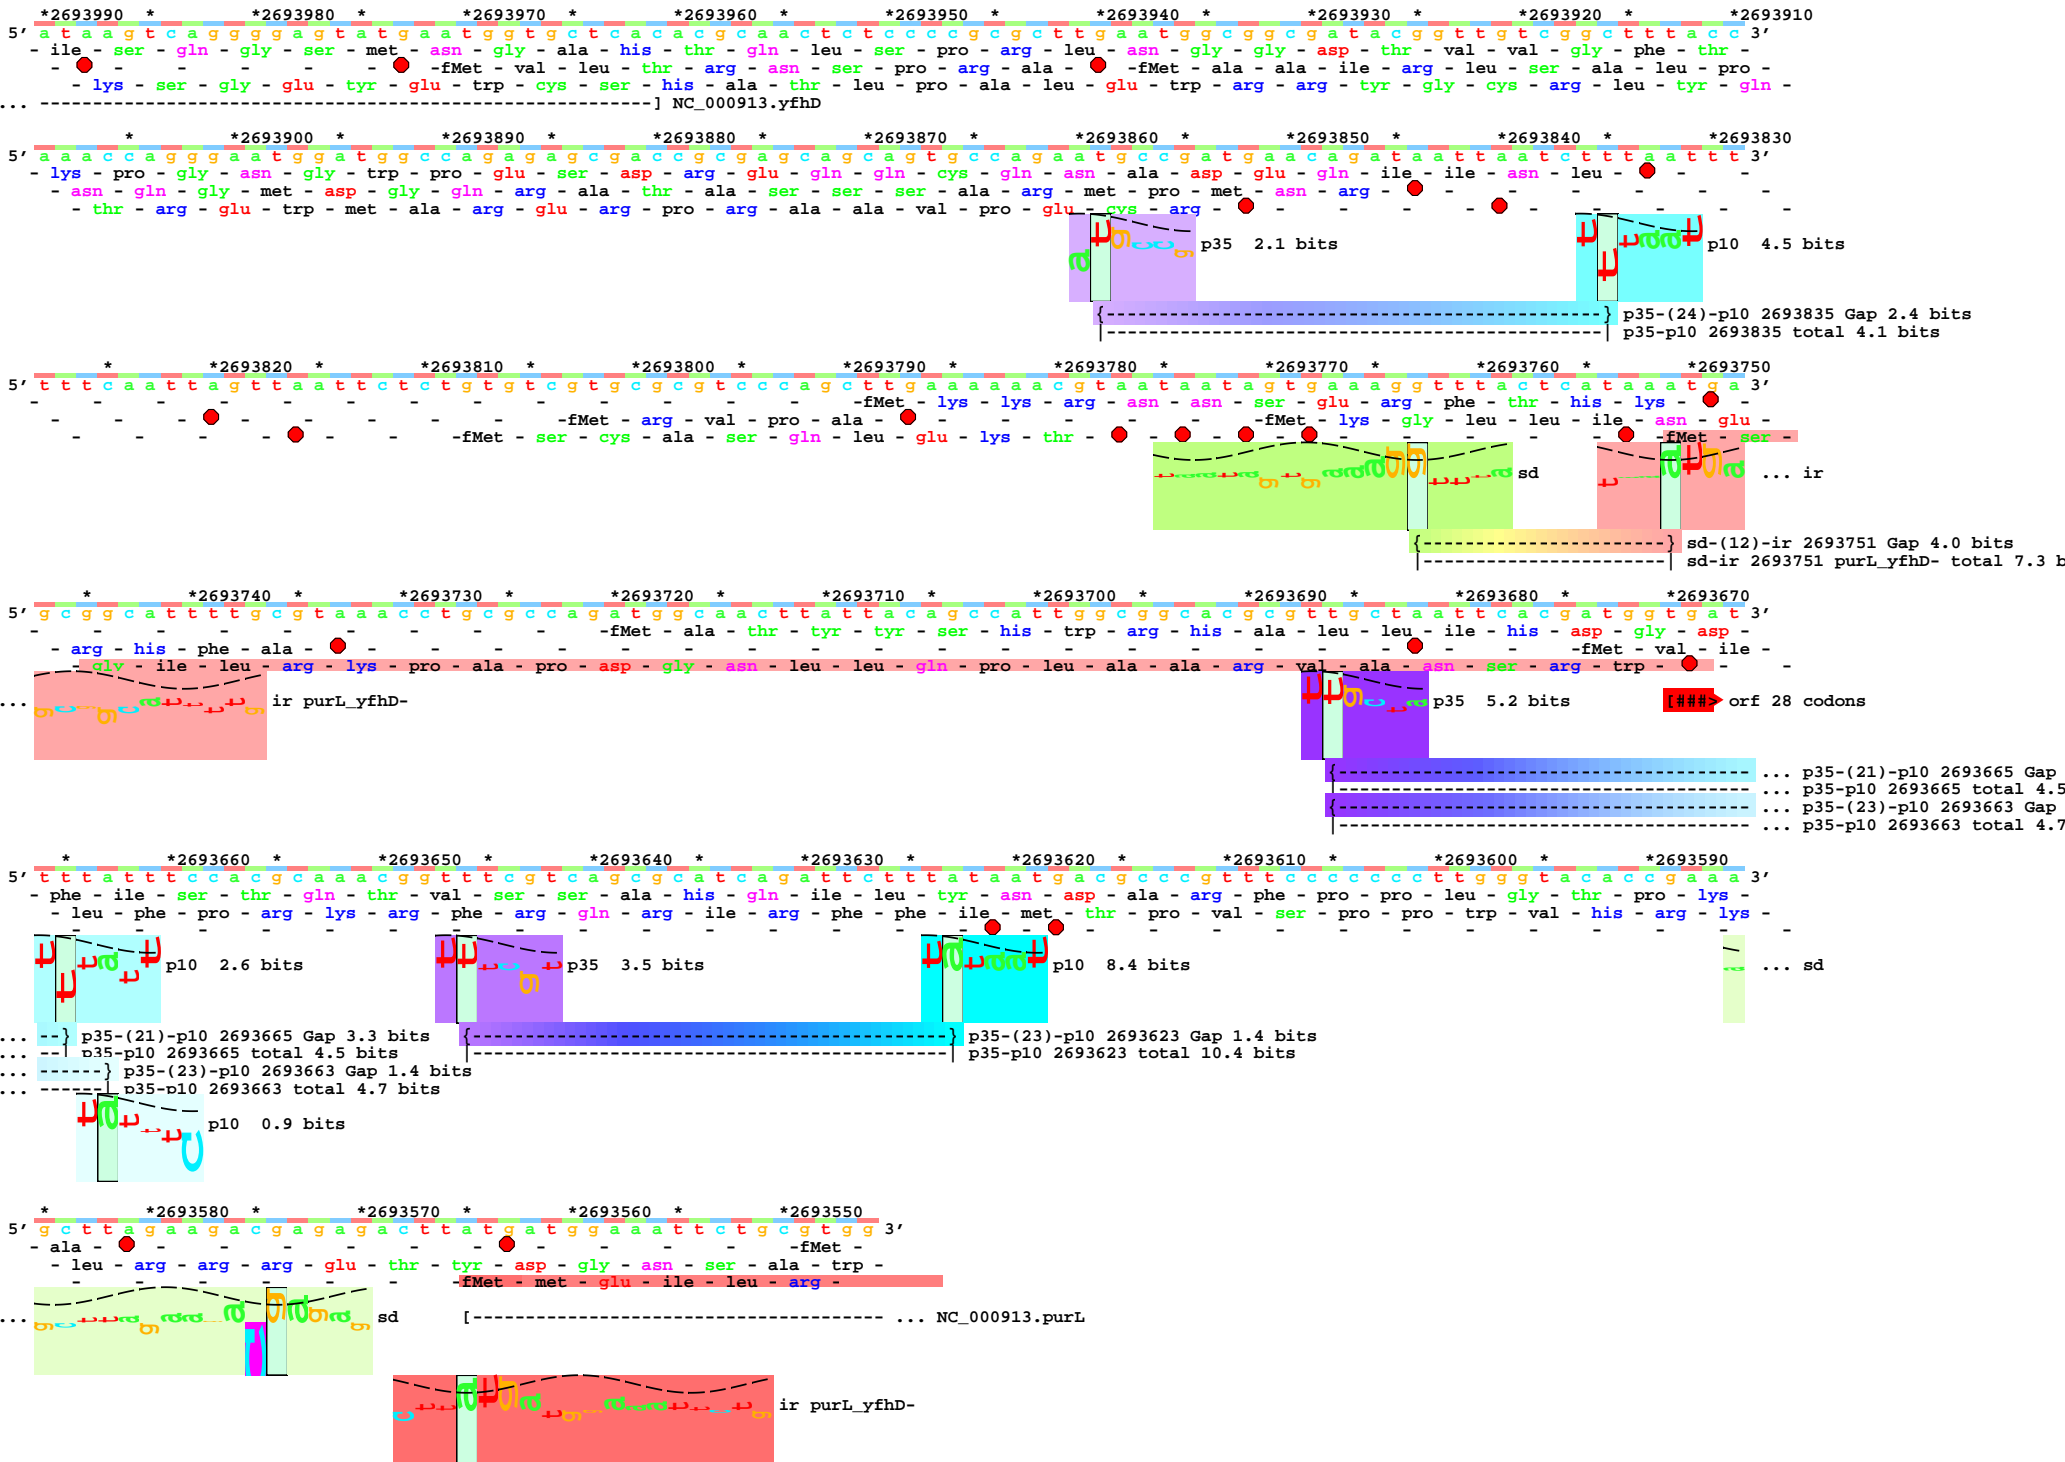 *2693990 * *2693980 * *2693970 * *2693960 * *2693950 * *2693940 * *2693930 * *2693920 * *2693910
5' a t a a g t c a g g g g a g t a t g a a t g g t g c t c a c a c g c a a c t c t c c c c g c g c t t g a a t g g c g g c g a t a c g g t t g t c g g c t t t a c c 3'
- ile - ser - gln - gly - ser - met - asn - gly - ala - his - thr - gln - leu - ser - pro - arg - leu - asn - gly - gly - asp - thr - val - val - gly - phe - thr -
- - - - - -fMet - val - leu - thr - arg - asn - ser - pro - arg - ala - -fMet - ala - ala - ile - arg - leu - ser - ala - leu - pro -
- lys - ser - gly - glu - tyr - glu - trp - cys - ser - his - ala - thr - leu - pro - ala - leu - glu - trp - arg - arg - tyr - gly - cys - arg - leu - tyr - gln -
... ----------------------------------------------------------] NC_000913.yfhD
* *2693900 * *2693890 * *2693880 * *2693870 * *2693860 * *2693850 * *2693840 * *2693830
5' a a a c c a g g g a a t g g a t g g c c a g a g a g c g a c c g c g a g c a g c a g t g c c a g a a t g c c g a t g a a c a g a t a a t t a a t c t t t a a t t t 3'
- lys - pro - gly - asn - gly - trp - pro - glu - ser - asp - arg - glu - gln - gln - cys - gln - asn - ala - asp - glu - gln - ile - ile - asn - leu - - -
- asn - gln - gly - met - asp - gly - gln - arg - ala - thr - ala - ser - ser - ser - ala - arg - met - pro - met - asn - arg - - - - - - -
- thr - arg - glu - trp - met - ala - arg - glu - arg - pro - arg - ala - ala - val - pro - glu - cys - arg - - - - - - - - -
p35 2.1 bits p10 4.5 bits
{------------------------------------------------} p35-(24)-p10 2693835 Gap 2.4 bits
|------------------------------------------------| p35-p10 2693835 total 4.1 bits
* *2693820 * *2693810 * *2693800 * *2693790 * *2693780 * *2693770 * *2693760 * *2693750
5' t t t c a a t t a g t t a a t t c t c t g t g t c g t g c g c g t c c c a g c t t g a a a a a a c g t a a t a a t a g t g a a a g g t t t a c t c a t a a a t g a 3'
- - - - - - - - - - - - - -fMet - lys - lys - arg - asn - asn - ser - glu - arg - phe - thr - his - lys - -
- - - - - - - - -fMet - arg - val - pro - ala - - - - - - -fMet - lys - gly - leu - leu - ile - asn - glu -
- - - - - - -fMet - ser - cys - ala - ser - gln - leu - glu - lys - thr - - - - - - - - - fMet - ser -
sd ... ir
{-----------------------} sd-(12)-ir 2693751 Gap 4.0 bits
|-----------------------| sd-ir 2693751 purL_yfhD- total 7.3 b
* *2693740 * *2693730 * *2693720 * *2693710 * *2693700 * *2693690 * *2693680 * *2693670
5' g c g g c a t t t t g c g t a a a c c t g c g c c a g a t g g c a a c t t a t t a c a g c c a t t g g c g g c a c g c g t t g c t a a t t c a c g a t g g t g a t 3'
- - - - - - - - - -fMet - ala - thr - tyr - tyr - ser - his - trp - arg - his - ala - leu - leu - ile - his - asp - gly - asp -
- arg - his - phe - ala - - - - - - - - - - - - - - - - - - - - -fMet - val - ile -
- gly - ile - leu - arg - lys - pro - ala - pro - asp - gly - asn - leu - leu - gln - pro - leu - ala - ala - arg - val - ala - asn - ser - arg - trp - - -
... ir purL_yfhD- p35 5.2 bits [###> orf 28 codons
{--------------------------------------- ... p35-(21)-p10 2693665 Gap
|--------------------------------------- ... p35-p10 2693665 total 4.5
{--------------------------------------- ... p35-(23)-p10 2693663 Gap
|--------------------------------------- ... p35-p10 2693663 total 4.7
* *2693660 * *2693650 * *2693640 * *2693630 * *2693620 * *2693610 * *2693600 * *2693590
5' t t t a t t t c c a c g c a a a c g g t t t c g t c a g c g c a t c a g a t t c t t t a t a a t g a c g c c c g t t t c c c c c c c t t g g g t a c a c c g a a a 3'
- phe - ile - ser - thr - gln - thr - val - ser - ser - ala - his - gln - ile - leu - tyr - asn - asp - ala - arg - phe - pro - pro - leu - gly - thr - pro - lys -
- leu - phe - pro - arg - lys - arg - phe - arg - gln - arg - ile - arg - phe - phe - ile - met - thr - pro - val - ser - pro - pro - trp - val - his - arg - lys -
- - - - - - - - - - - - - - - - - - - - - - - - - - -
p10 2.6 bits p35 3.5 bits p10 8.4 bits ... sd
... --} p35-(21)-p10 2693665 Gap 3.3 bits {----------------------------------------------} p35-(23)-p10 2693623 Gap 1.4 bits
... --| p35-p10 2693665 total 4.5 bits |----------------------------------------------| p35-p10 2693623 total 10.4 bits
... ------} p35-(23)-p10 2693663 Gap 1.4 bits
... ------| p35-p10 2693663 total 4.7 bits
p10 0.9 bits
* *2693580 * *2693570 * *2693560 * *2693550
5' g c t t a g a a g a c g a g a g a c t t a t g a t g g a a a t t c t g c g t g g 3'
- ala - - - - - - - - - - - -fMet -
- leu - arg - arg - arg - glu - thr - tyr - asp - gly - asn - ser - ala - trp -
- - - - - - -fMet - met - glu - ile - leu - arg -
... sd [--------------------------------------- ... NC_000913.purL
ir purL_yfhD-